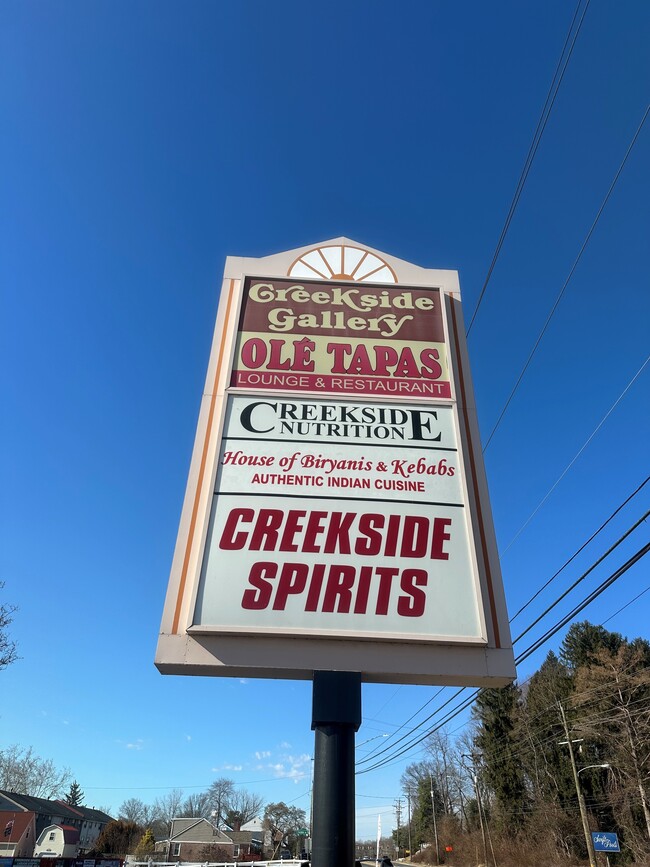 Creekside
Gallery
OLÉ TAPAS
LOUNGE & RESTAURANT
CREEKSIDE
NUTRITION
House of Biryanis & Kebabs
AUTHENTIC INDIAN CUISINE
CREEKSIDE
SPIRITS